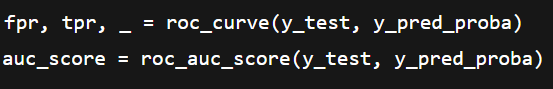 fpr, tpr, _ = roc_curve(y_test, y_pred_proba)
auc_score = roc_auc_score(y_test, y_pred_proba)